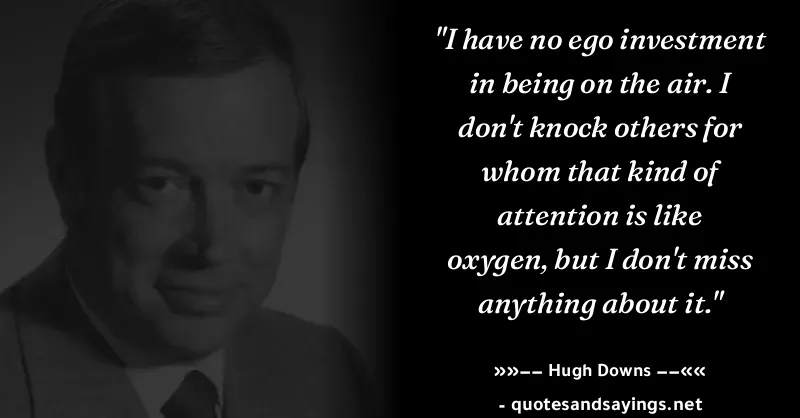 "I have no ego investment
in being on the air. I
don't knock others for
whom that kind of
attention is like
oxygen, but I don't miss
anything about it."
»»−− Hugh Downs −−««
- quotesandsayings.net